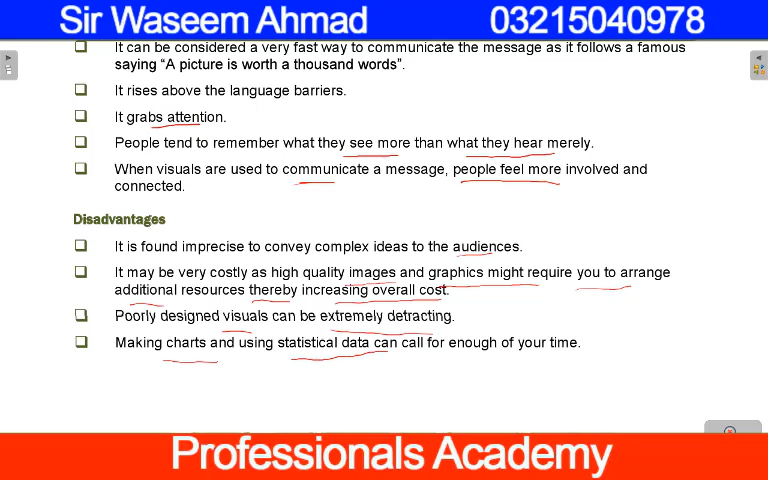 Sir Waseem Ahmad 03215040978
It can be considered a very fast way to communicate the message as it follows a famous
saying “A picture is worth a thousand words”.
It rises above the language barriers.
It grabs attention.
People tend to remember what they see more than what they hear merely.
When visuals are used to communicate a message, people feel more involved and
connected.
Disadvantages
It is found imprecise to convey complex ideas to the audiences.
It may be very costly as high quality images and graphics might require you to arrange
additional resources thereby increasing overall cost.
Poorly designed visuals can be extremely detracting.
Making charts and using statistical data can call for enough of your time.
Professionals Academy